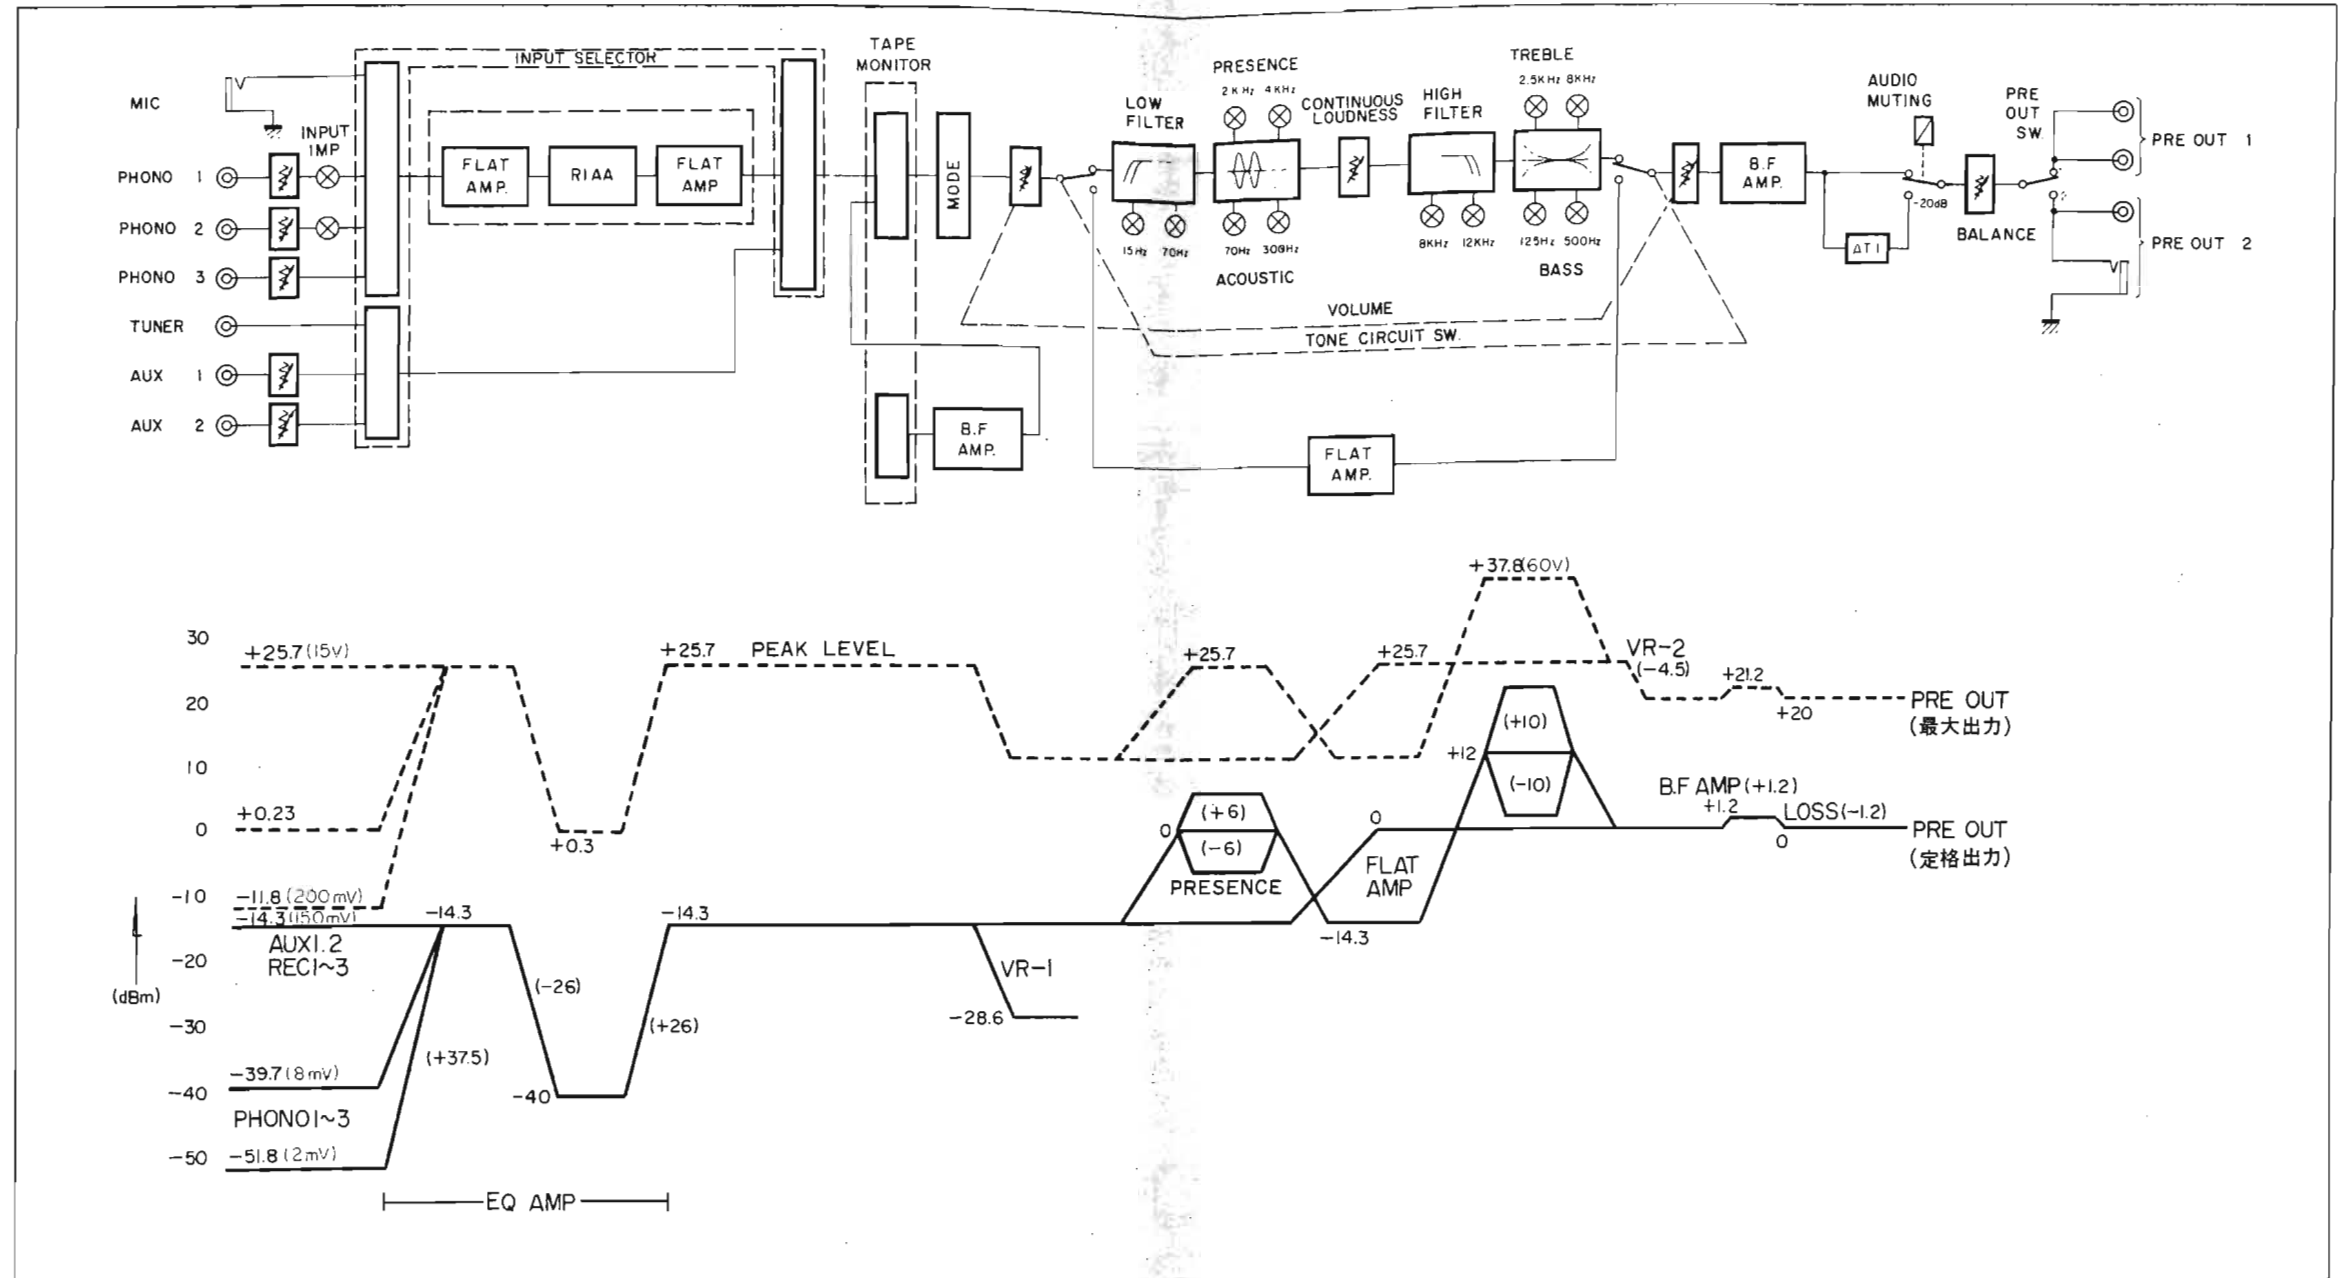 INPUT SELECTOR
TAPE
MONITOR
MIC
INPUT
IMP
PHONO 1
PHONO 2
PHONO 3
TUNER
AUX 1
AUX 2
FLAT
AMP.
RIAA
FLAT
AMP
MODE
B.F
AMP.
LOW
FILTER
15Hz 70Hz
PRESENCE
2KHz 4KHz
70Hz 300Hz
ACOUSTIC
CONTINUOUS
LOUDNESS
HIGH
FILTER
8KHz 12KHz
TREBLE
2.5KHz 8KHz
125Hz 500Hz
BASS
VOLUME
TONE CIRCUIT SW.
FLAT
AMP.
B.F
AMP.
AUDIO
MUTING
-20dB
ATT
BALANCE
PRE
OUT
SW.
1
2
PRE OUT 1
PRE OUT 2
30
20
10
0
-10
-20
-30
-40
-50
(dBm)
+25.7(15V)
+0.23
-11.8(200mV)
-14.3(150mV)
AUX1.2
REC1~3
-39.7(8mV)
PHONO1~3
-51.8(2mV)
-14.3
(-26)
(+37.5)
-40
+0.3
(+26)
-14.3
+25.7 PEAK LEVEL
EQ AMP
VR-1
-28.6
+25.7
0
(+6)
(-6)
PRESENCE
-14.3
+25.7
0
FLAT
AMP
+37.8(60V)
+12
(+10)
(-10)
VR-2
(-4.5)
+21.2
+20
PRE OUT
(最大出力)
B.F AMP(+1.2)
+1.2
LOSS(-1.2)
0
PRE OUT
(定格出力)